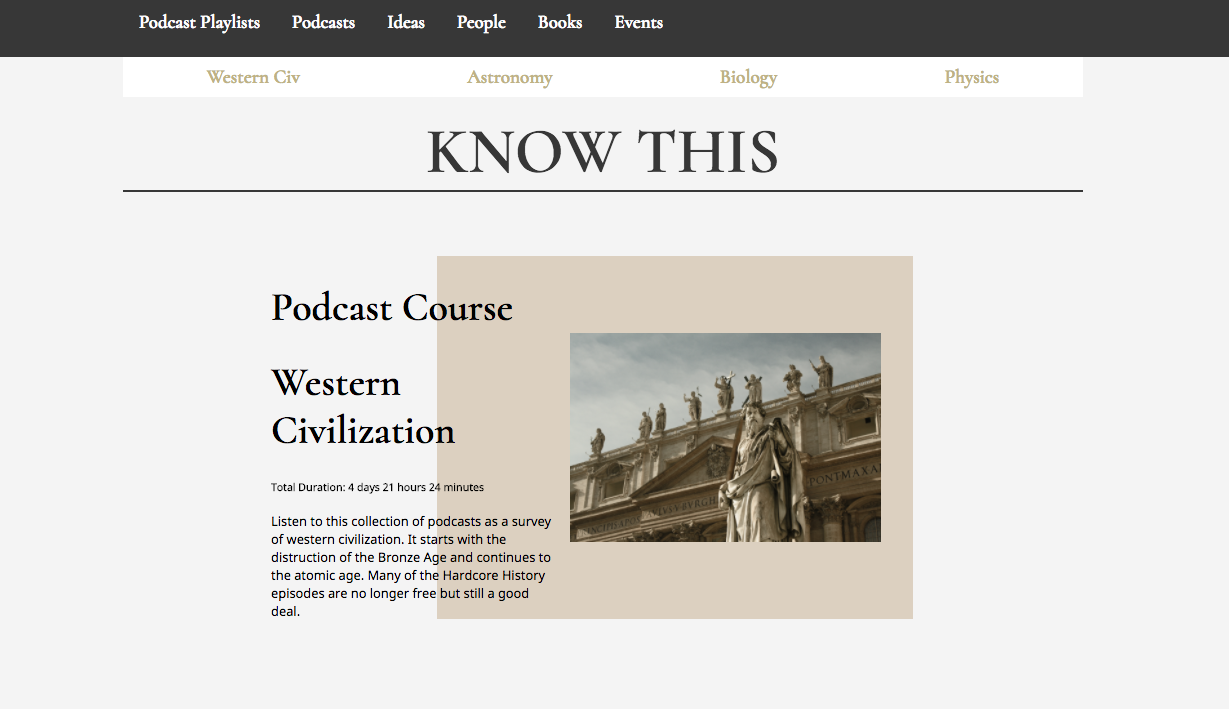 Podcast Playlists Podcasts Ideas People Books Events
Western Civ Astronomy Biology Physics
KNOW THIS
Podcast Course
Western
Civilization
Total Duration: 4 days 21 hours 24 minutes
Listen to this collection of podcasts as a survey
of western civilization. It starts with the
distruction of the Bronze Age and continues to
the atomic age. Many of the Hardcore History
episodes are no longer free but still a good
deal.
PONTMAXA